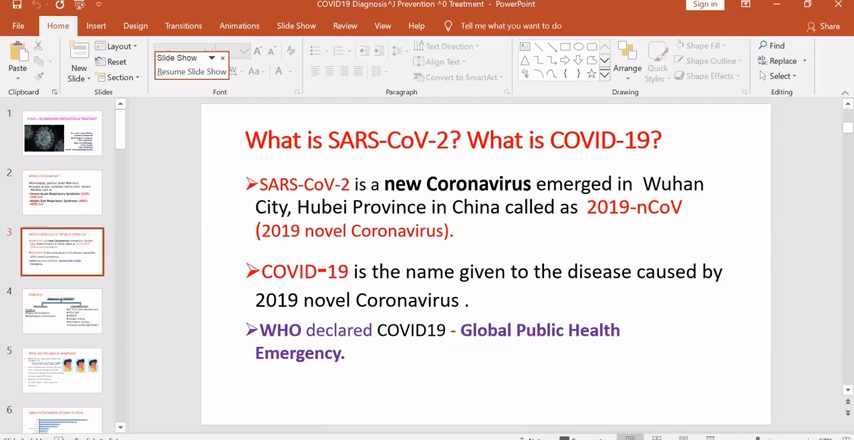 COVID19 Diagnosis^J Prevention ^0 Treatment - PowerPoint
Sign in
File Home Insert Design Transitions Animations Slide Show Review View Help Tell me what you want to do
Share
Paste
New
Slide
Layout
Reset
Section
Slide Show
Resume Slide Show
Aa
Text Direction
Align Text
Convert to SmartArt
Arrange
Quick
Styles
Shape Fill
Shape Outline
Shape Effects
Find
Replace
Select
Clipboard Slides Font Paragraph Drawing Editing
1
2
3
4
5
6
What is SARS-CoV-2? What is COVID-19?
SARS-CoV-2 is a new Coronavirus emerged in Wuhan
City, Hubei Province in China called as 2019-nCoV
(2019 novel Coronavirus).
COVID-19 is the name given to the disease caused by
2019 novel Coronavirus .
WHO declared COVID19 - Global Public Health
Emergency.